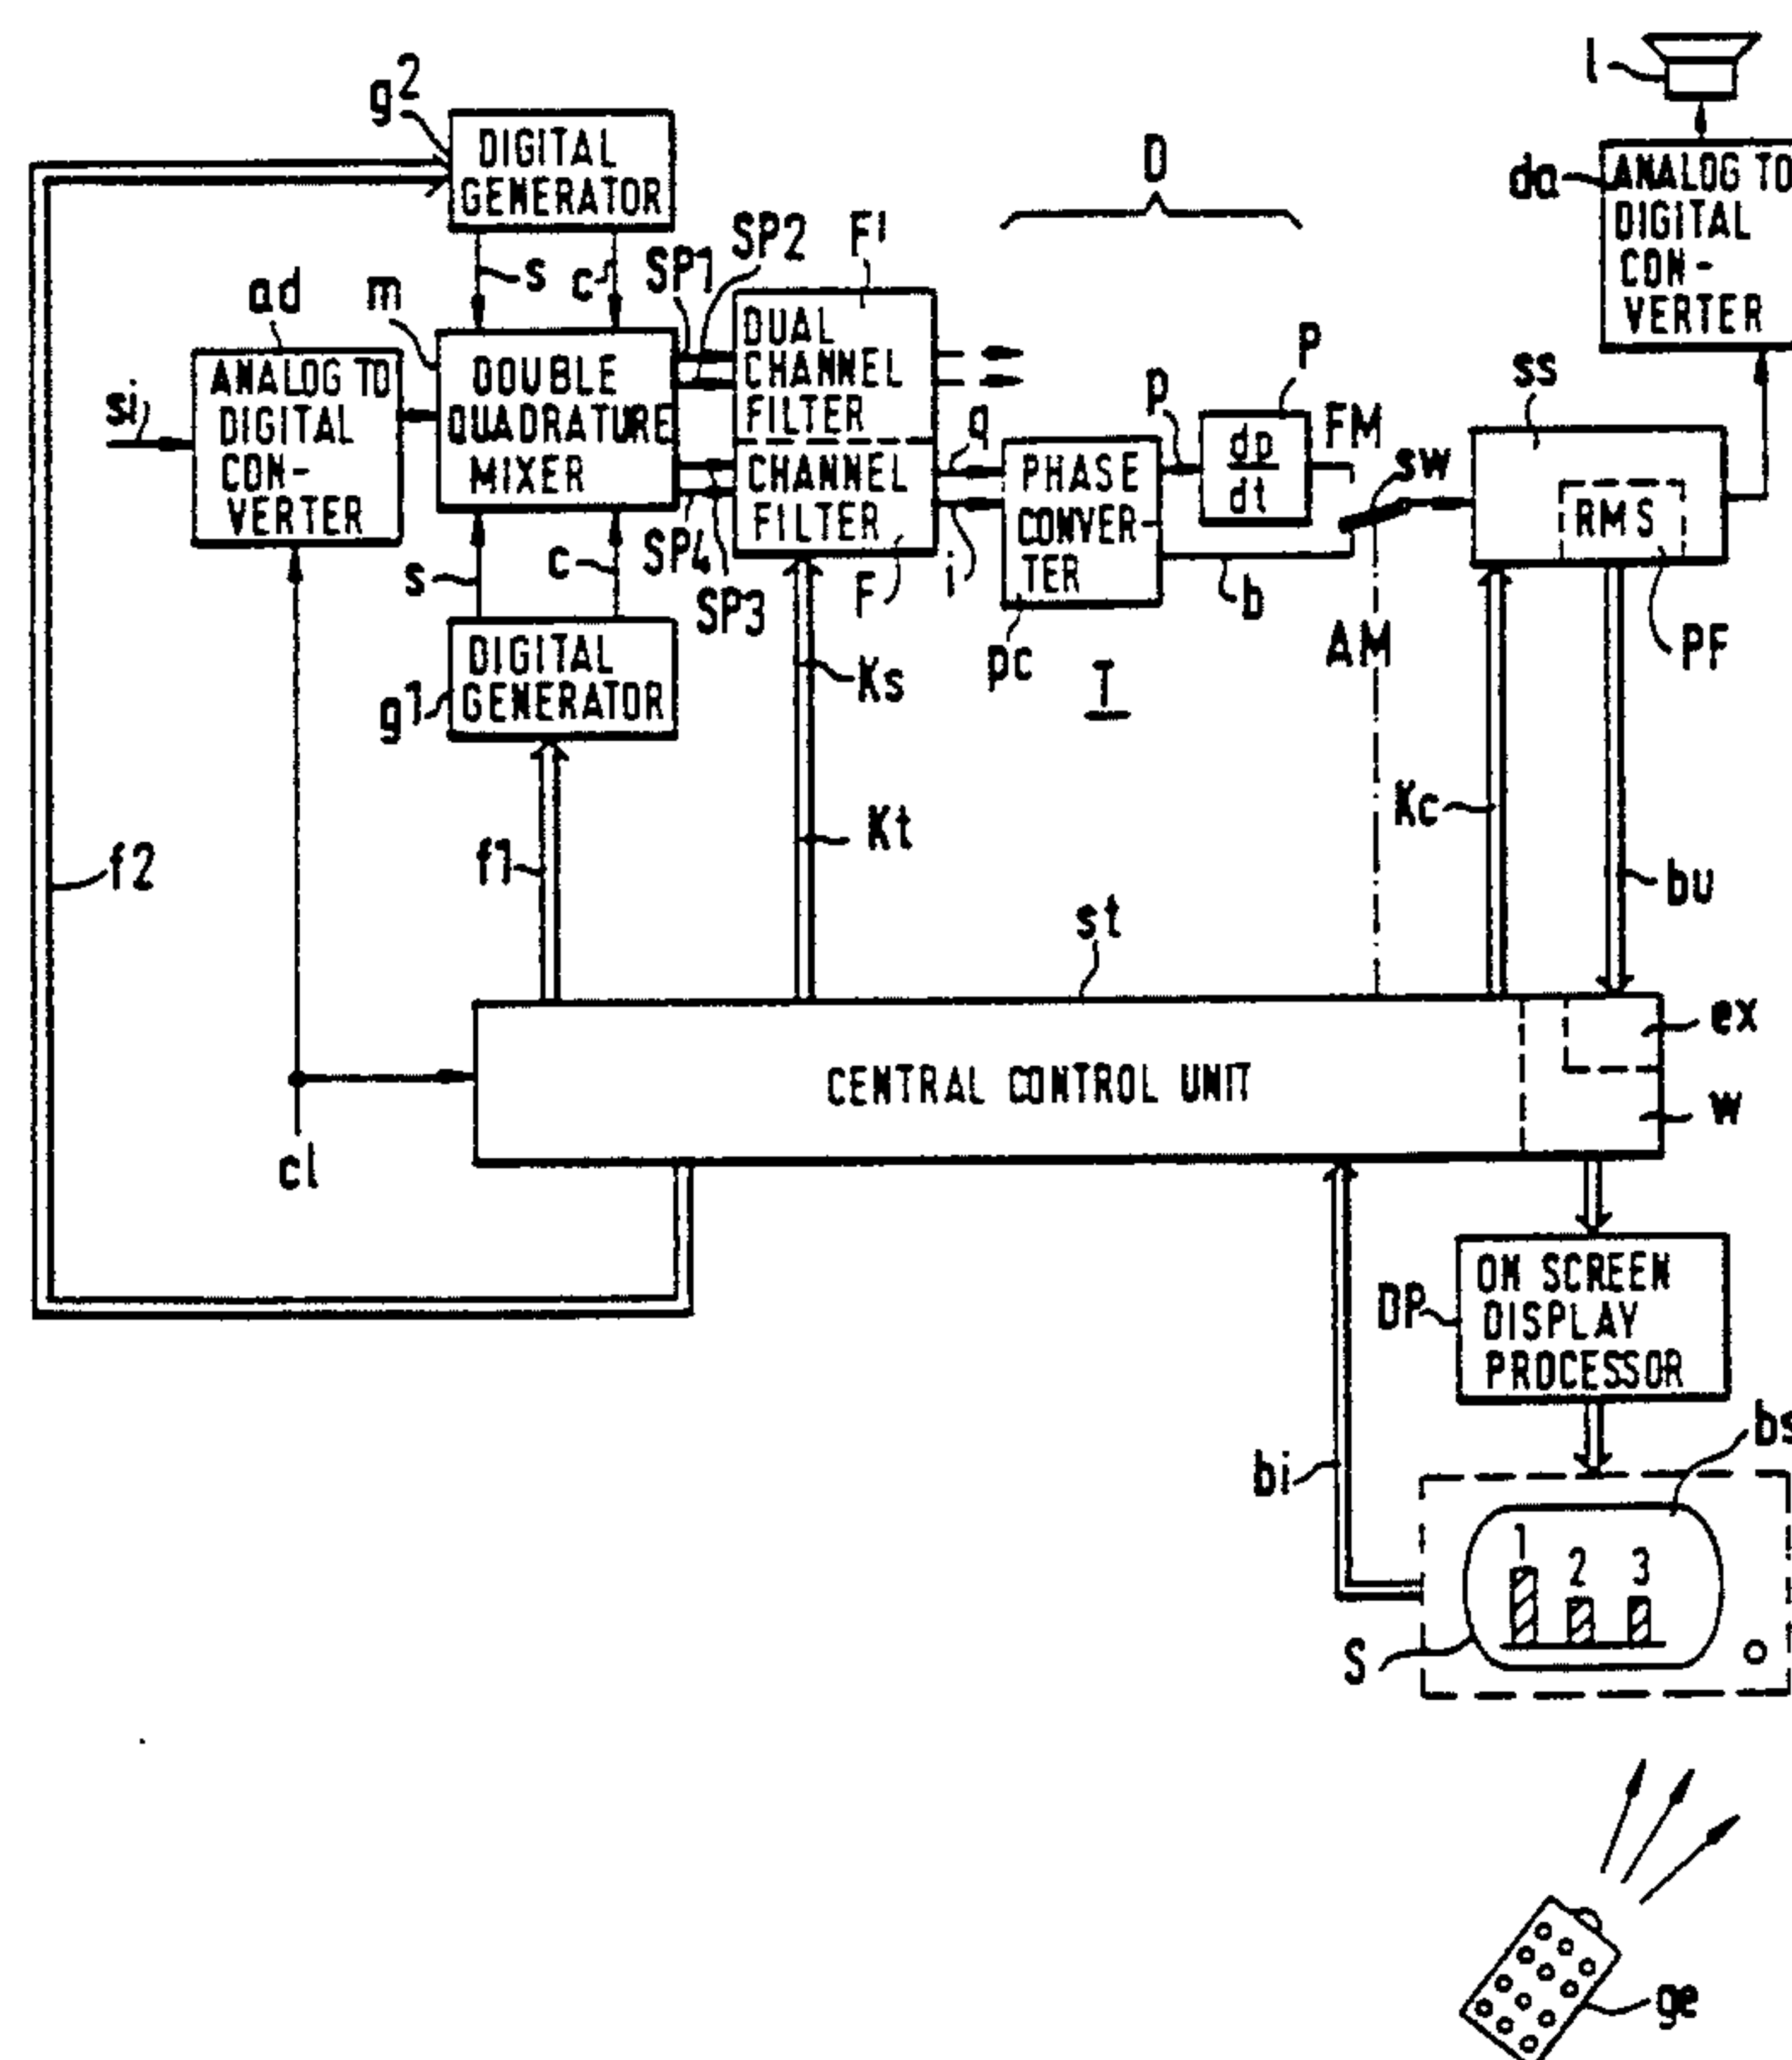 l
g2
DIGITAL
GENERATOR
D
da
ANALOG TO
DIGITAL
CON-
VERTER
s
c
SP1
SP2
F'
ad
m
si
ANALOG TO
DIGITAL
CON-
VERTER
DOUBLE
QUADRATURE
MIXER
DUAL
CHANNEL
FILTER
CHANNEL
FILTER
q
i
PHASE
CONVER-
TER
p
P
dp
dt
FM
sw
ss
RMS
s
c
SP4
SP3
F
pc
b
AM
PF
g1
DIGITAL
GENERATOR
Ks
T
f2
f1
Kt
Kc
bu
st
CENTRAL CONTROL UNIT
ex
w
cl
DP
ON SCREEN
DISPLAY
PROCESSOR
bi
bs
1
2
3
S
ge